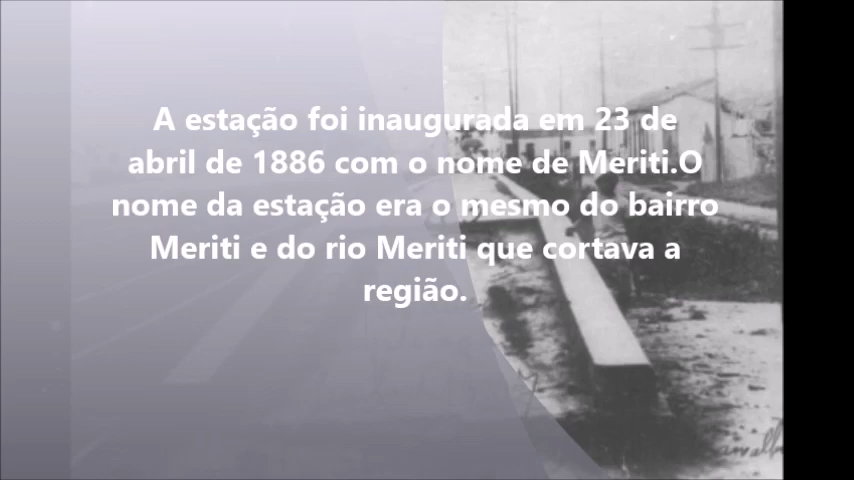 A estação foi inaugurada em 23 de
abril de 1886 com o nome de Meriti.O
nome da estação era o mesmo do bairro
Meriti e do rio Meriti que cortava a
região.